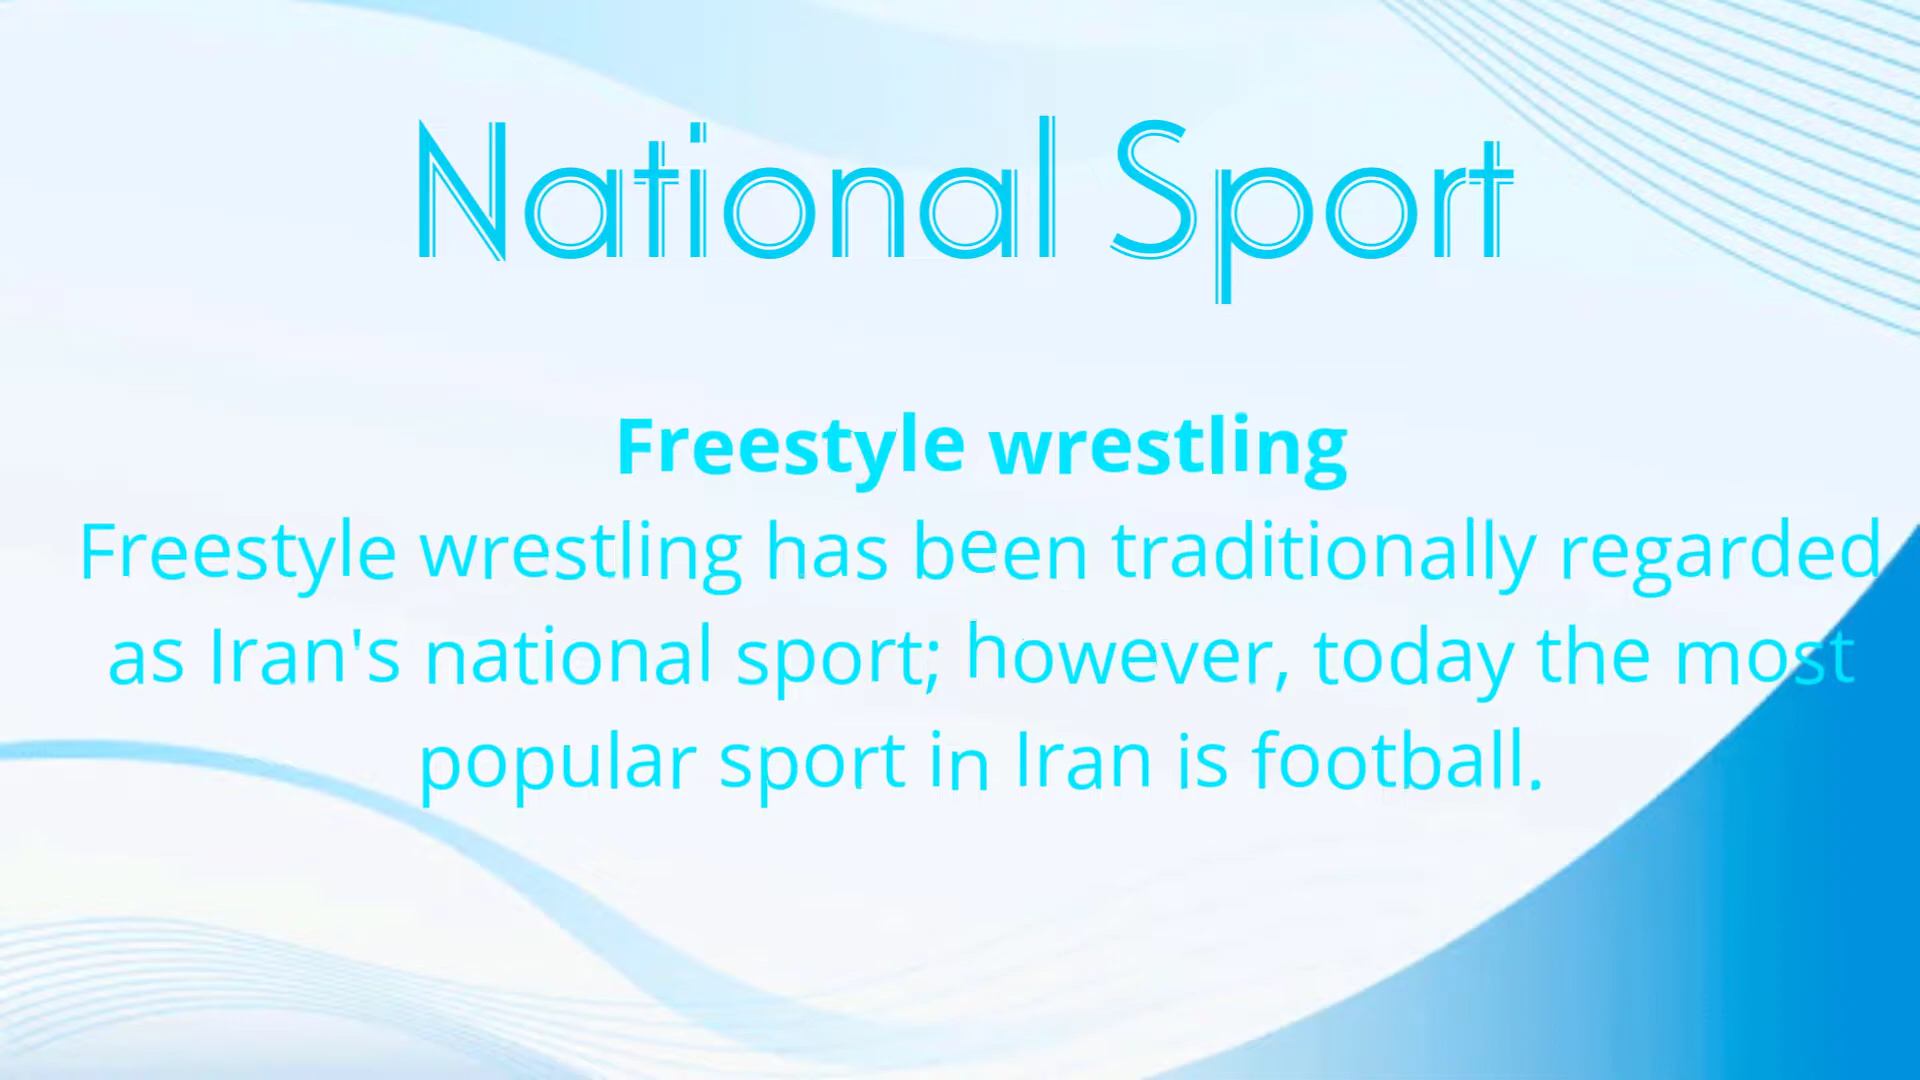 National Sport
Freestyle wrestling
Freestyle wrestling has been traditionally regarded
as Iran's national sport; however, today the most
popular sport in Iran is football.